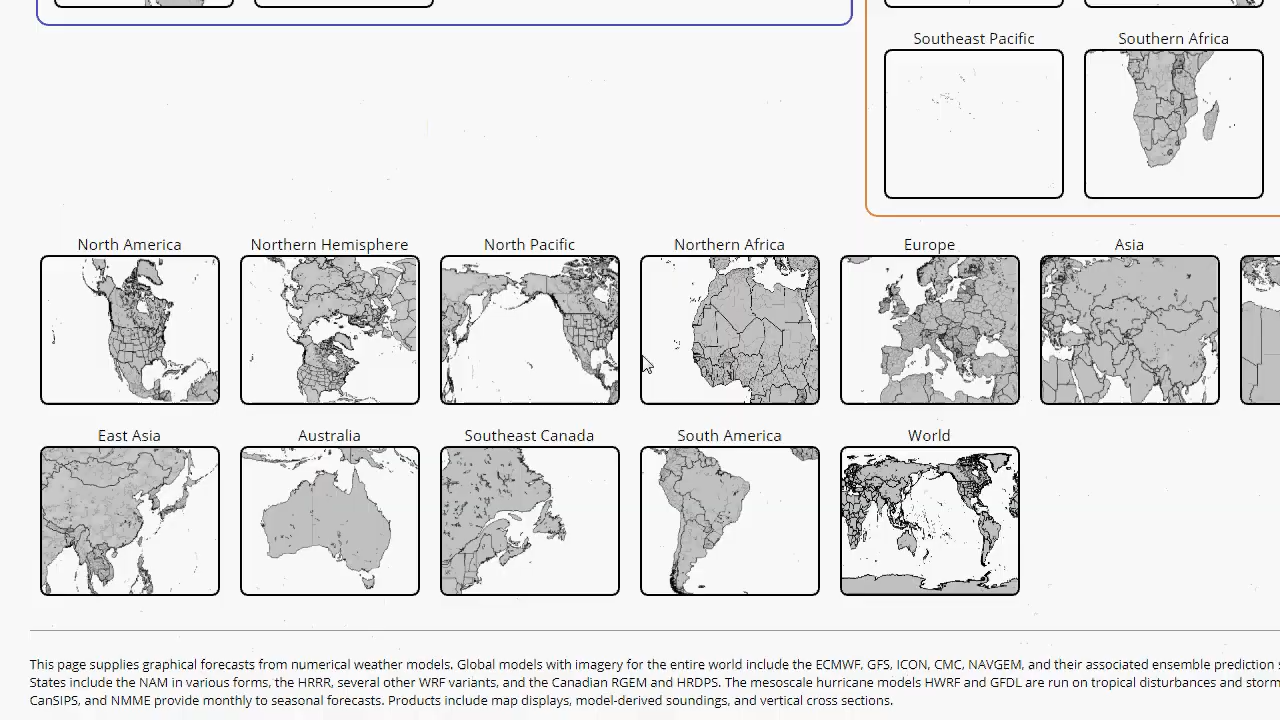 Southeast Pacific Southern Africa
North America Northern Hemisphere North Pacific Northern Africa Europe Asia
East Asia Australia Southeast Canada South America World
This page supplies graphical forecasts from numerical weather models. Global models with imagery for the entire world include the ECMWF, GFS, ICON, CMC, NAVGEM, and their associated ensemble prediction
States include the NAM in various forms, the HRRR, several other WRF variants, and the Canadian RGEM and HRDPS. The mesoscale hurricane models HWRF and GFDL are run on tropical disturbances and storm
CanSIPS, and NMME provide monthly to seasonal forecasts. Products include map displays, model-derived soundings, and vertical cross sections.